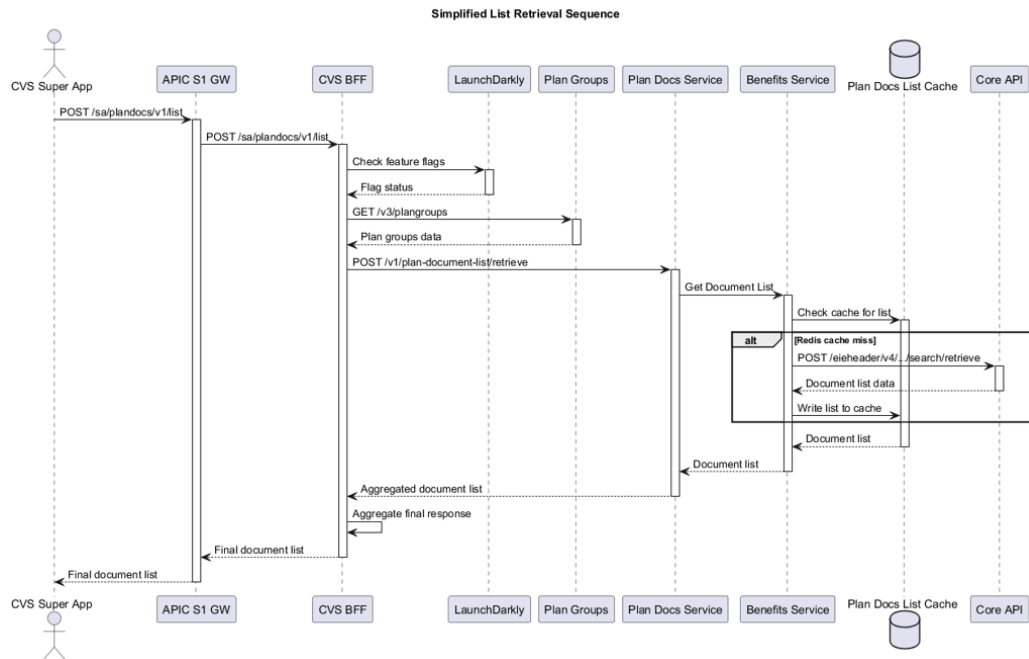 Simplified List Retrieval Sequence
CVS Super App
APIC S1 GW
CVS BFF
LaunchDarkly
Plan Groups
Plan Docs Service
Benefits Service
Plan Docs List Cache
Core API
POST /sa/plandocs/v1/list
POST /sa/plandocs/v1/list
Check feature flags
Flag status
GET /v3/plangroups
Plan groups data
POST /v1/plan-document-list/retrieve
Get Document List
Check cache for list
alt
[Redis cache miss]
POST /eieheader/v4/.../search/retrieve
Document list data
Write list to cache
Document list
Document list
Aggregated document list
Aggregate final response
Final document list
Final document list
CVS Super App
APIC S1 GW
CVS BFF
LaunchDarkly
Plan Groups
Plan Docs Service
Benefits Service
Plan Docs List Cache
Core API